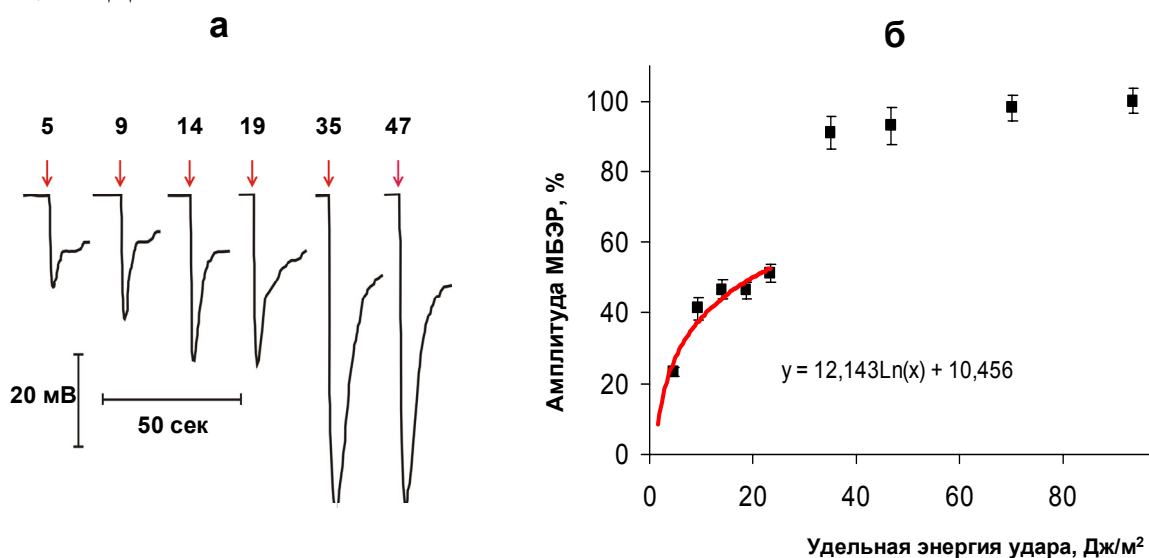 а
5 9 14 19 35 47
20 мВ
50 сек
б
Амплитуда МБЭР, %
100
80
60
40
20
0
y = 12,143Ln(x) + 10,456
0 20 40 60 80
Удельная энергия удара, Дж/м²